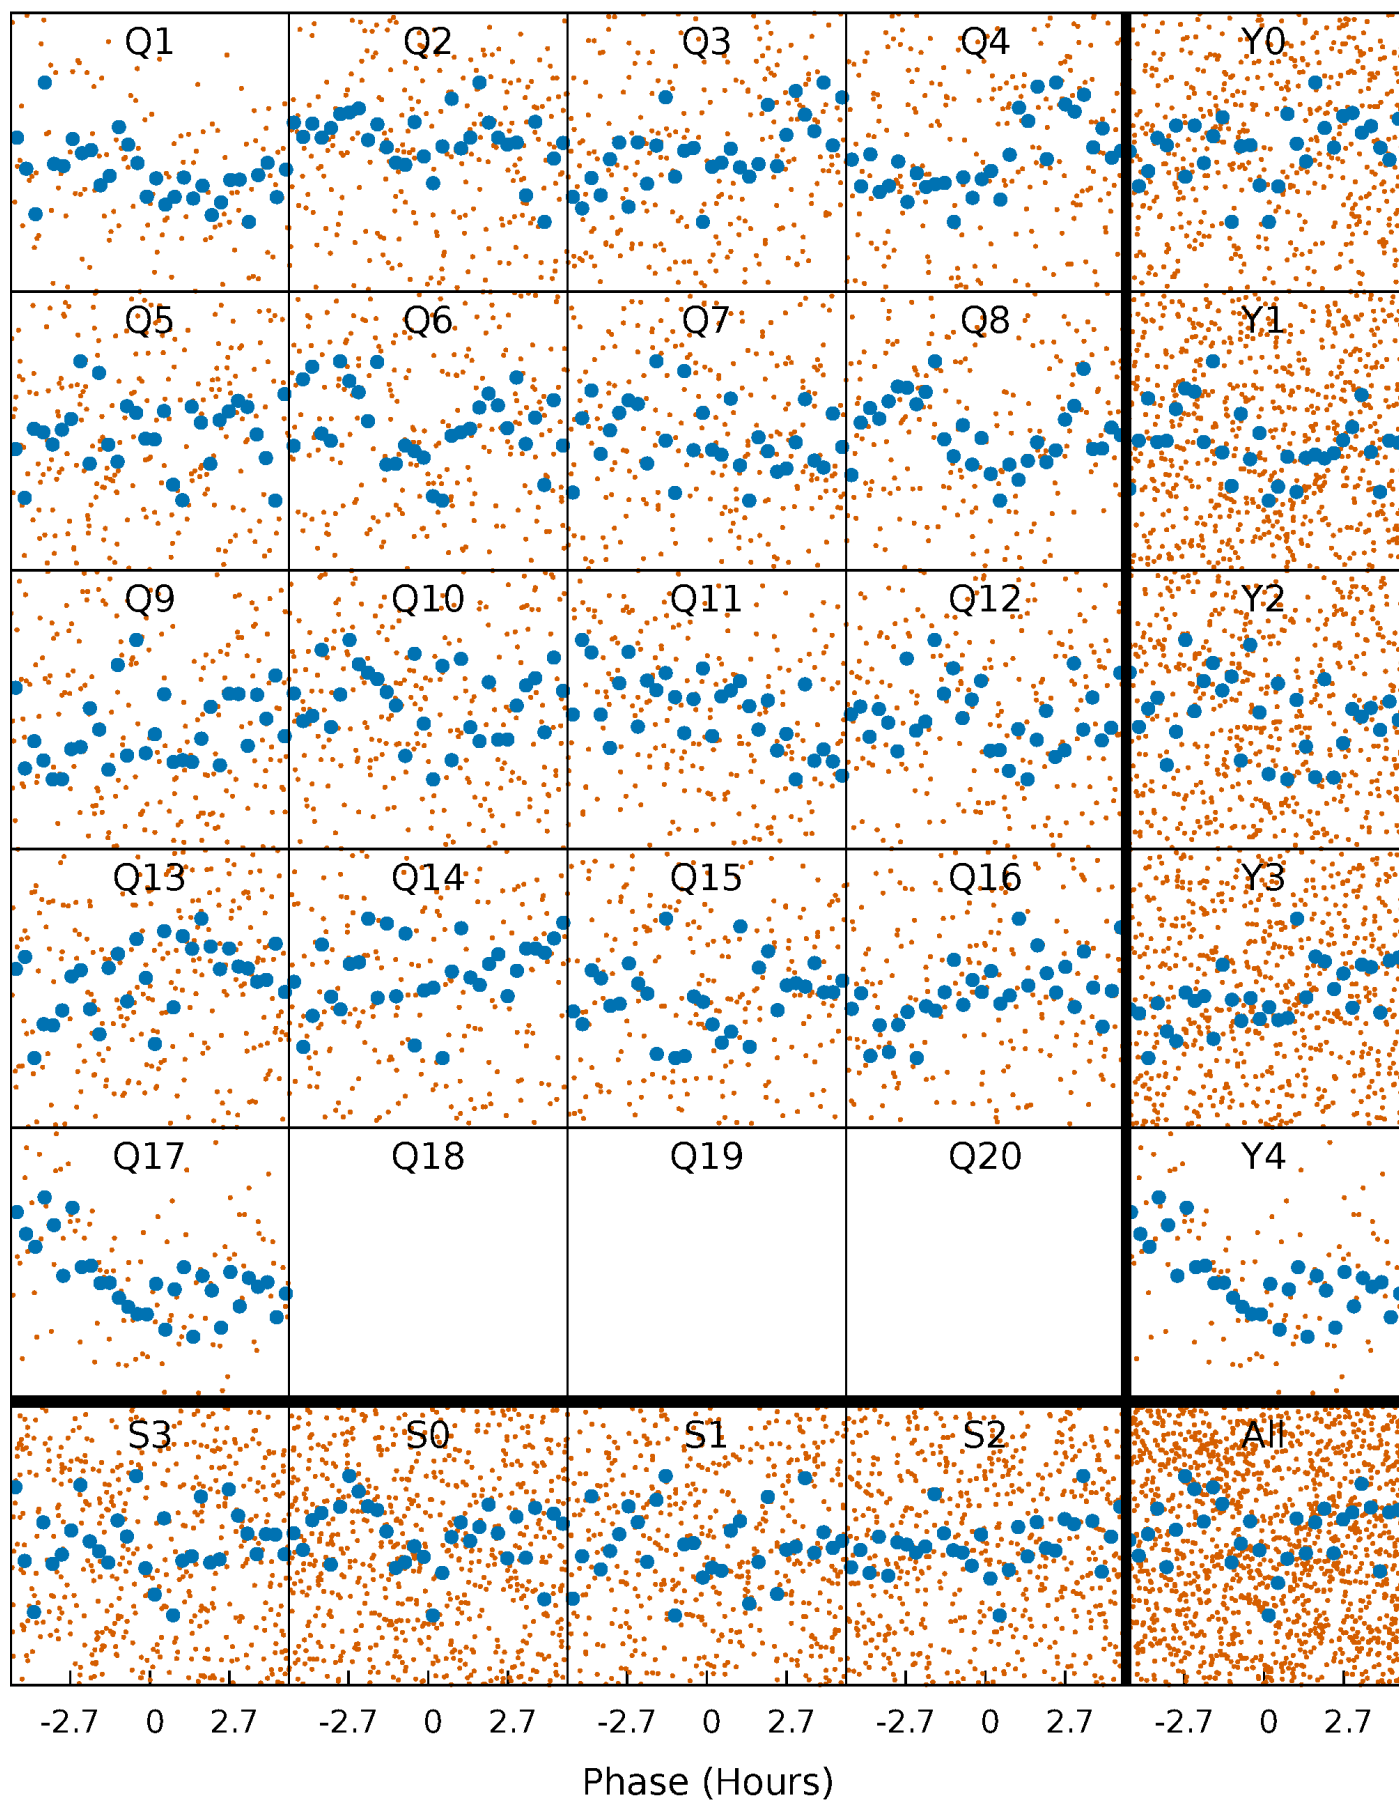 Q1 Q2 Q3 Q4 Y0
Q5 Q6 Q7 Q8 Y1
Q9 Q10 Q11 Q12 Y2
Q13 Q14 Q15 Q16 Y3
Q17 Q18 Q19 Q20 Y4
S3 S0 S1 S2 All
-2.7 0 2.7 -2.7 0 2.7 -2.7 0 2.7 -2.7 0 2.7 -2.7 0 2.7
Phase (Hours)